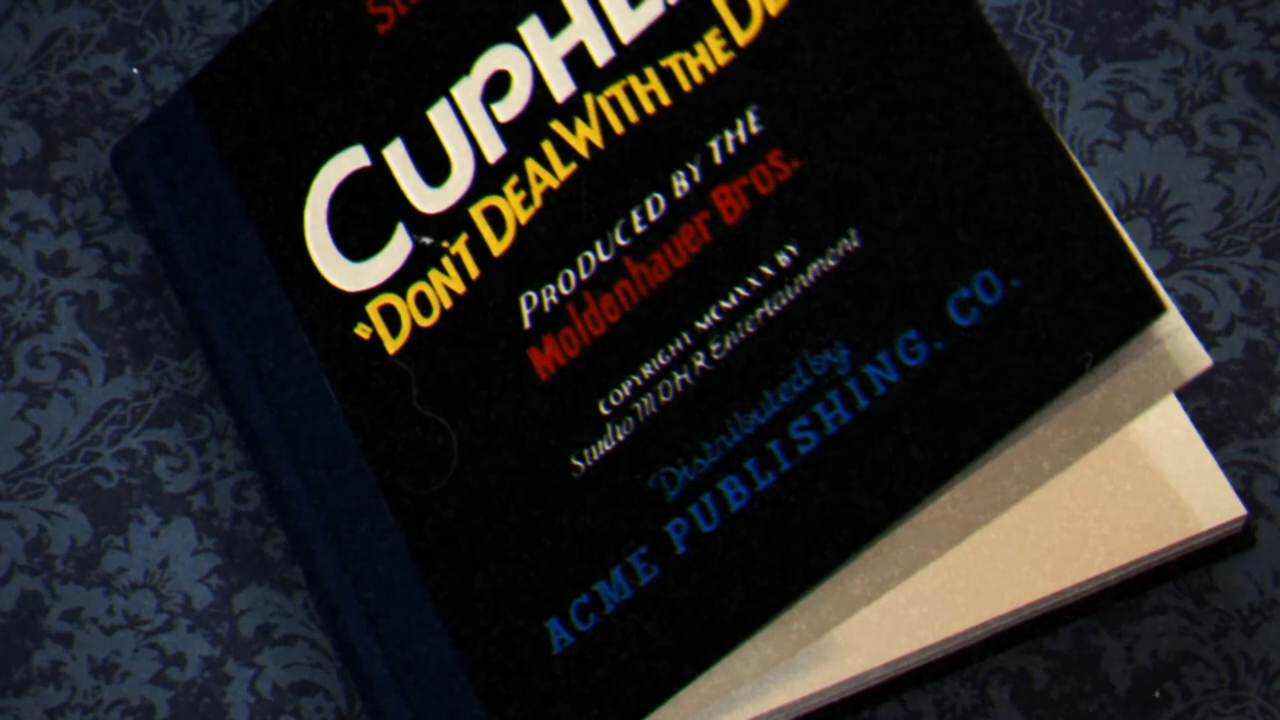 CUPHE
"DON'T DEAL WITH THE DE
PRODUCED BY THE
Moldenhauer Bros.
COPYRIGHT MCMXXX BY
Studio MDHR Entertainment
Distributed by
ACME PUBLISHING. CO.